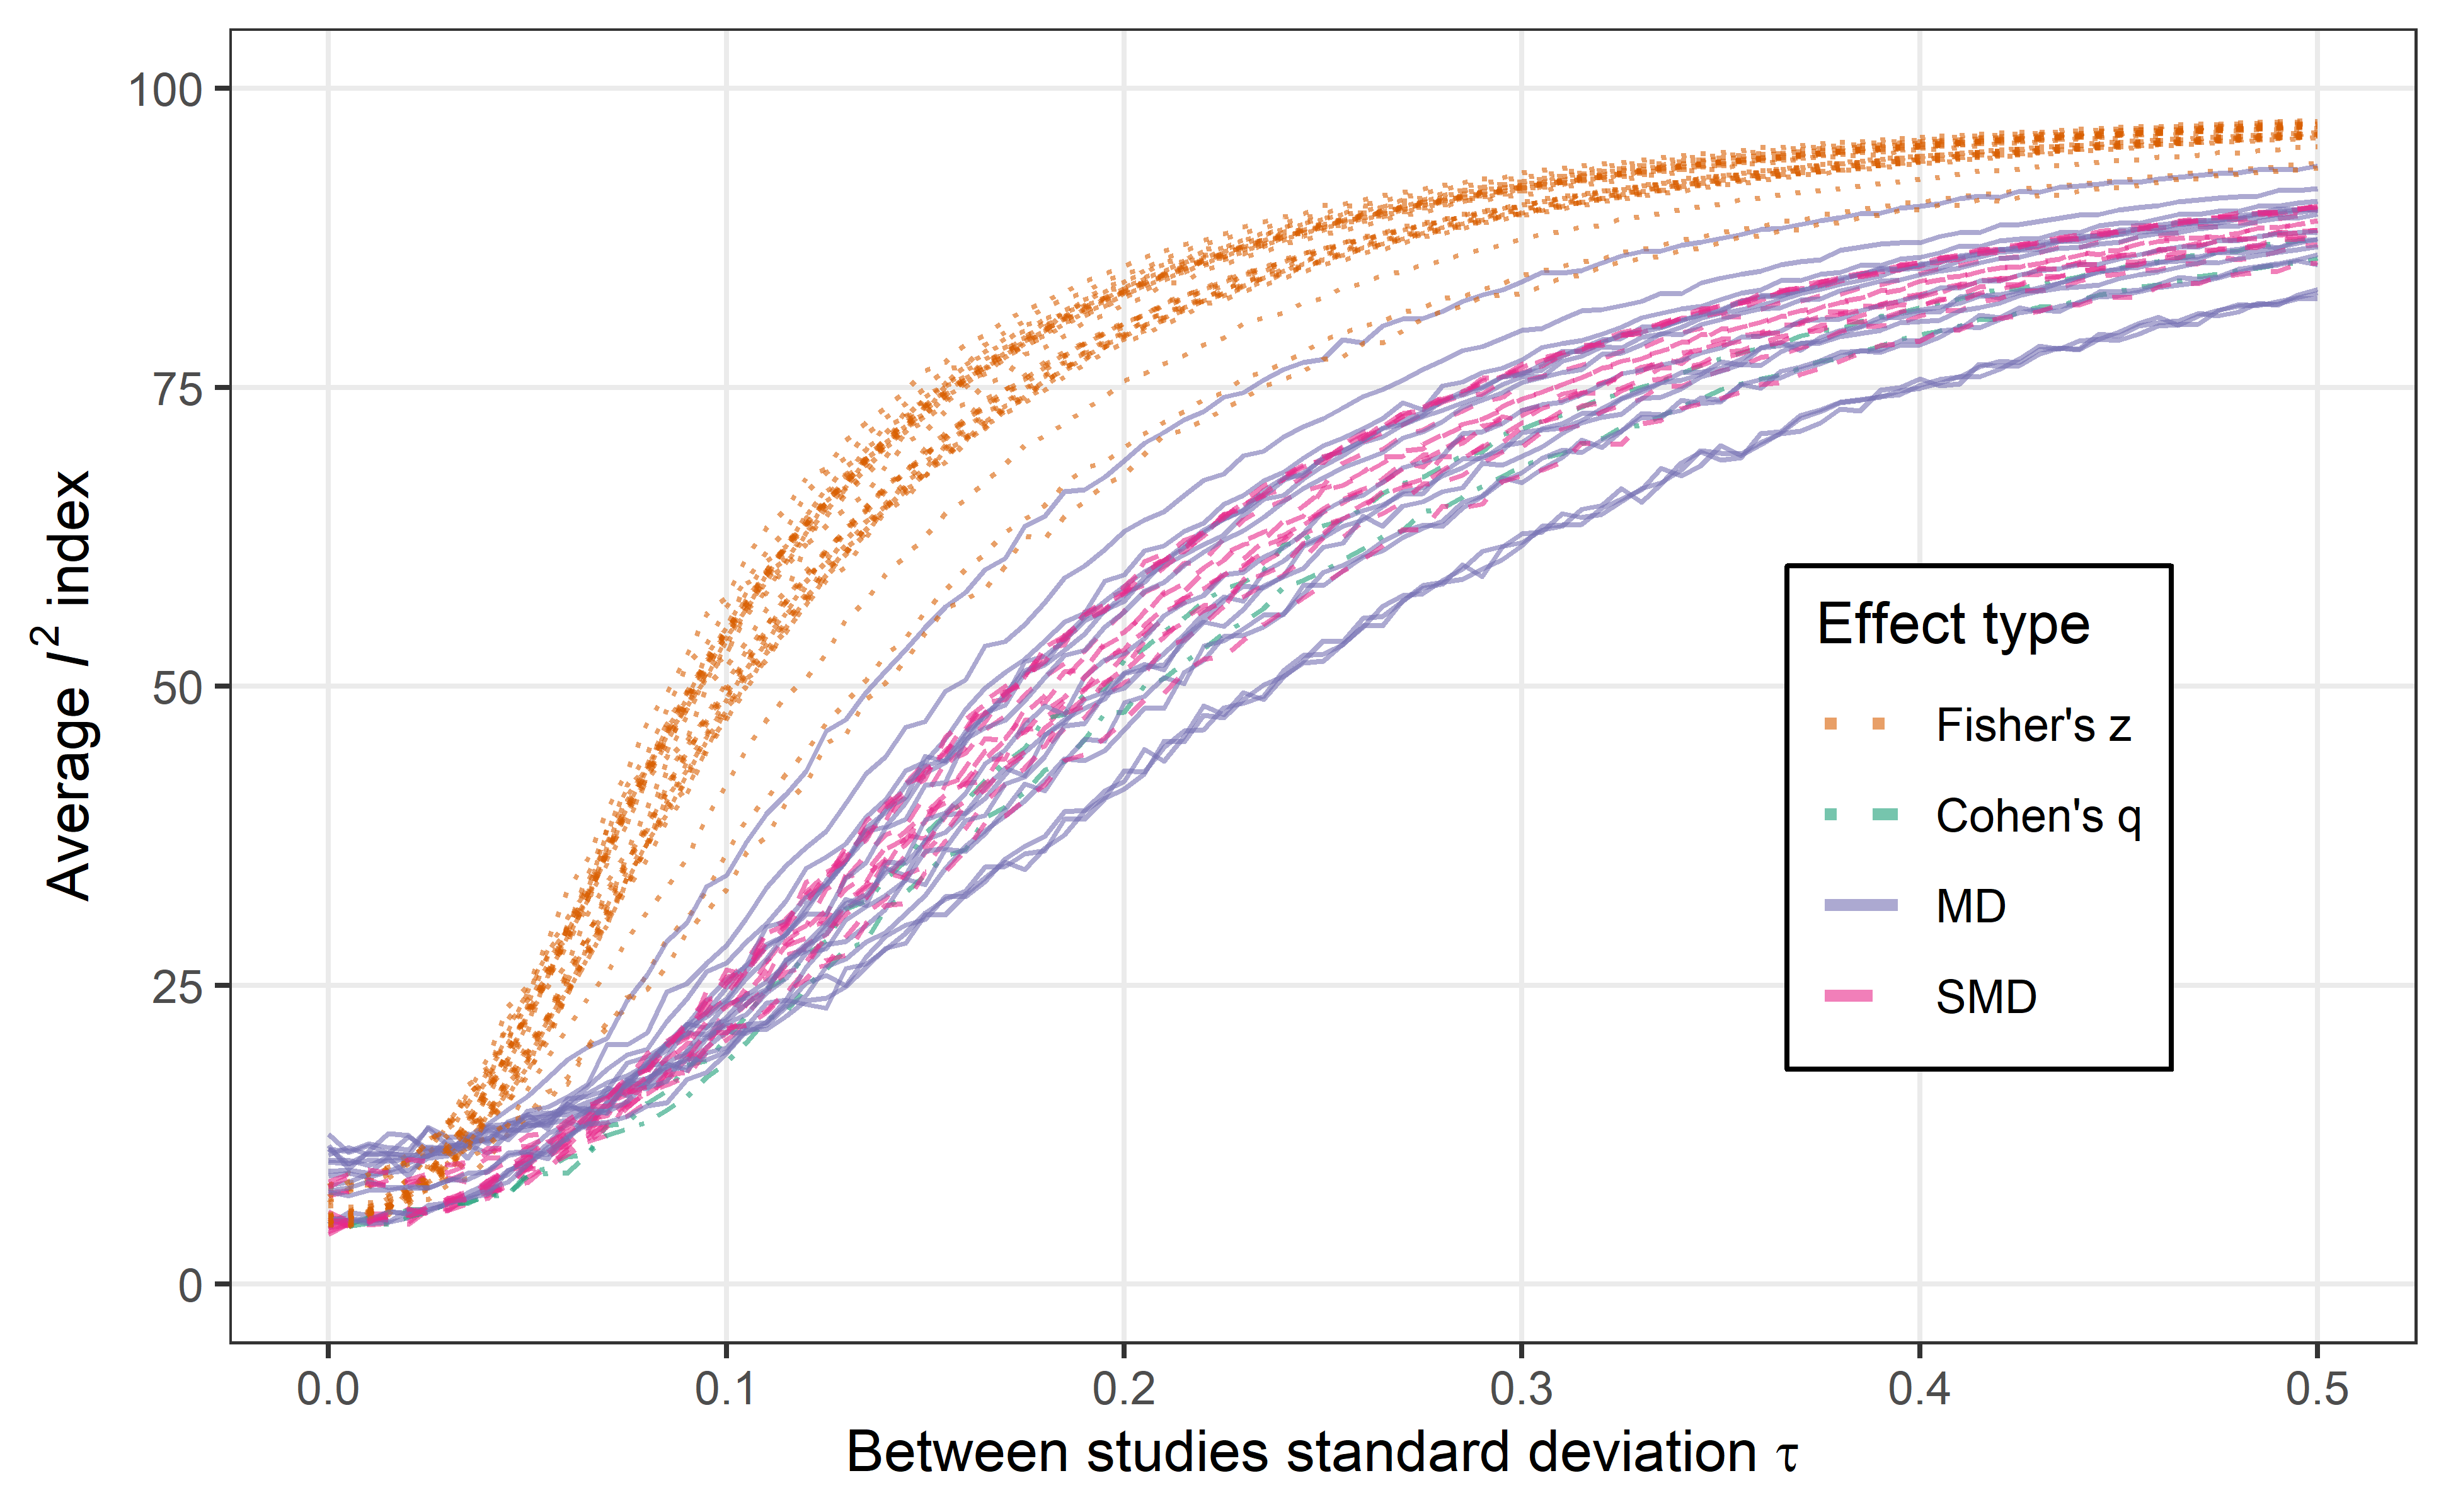 100
75
50
25
0
Average I² index
0.0 0.1 0.2 0.3 0.4 0.5
Between studies standard deviation τ
Effect type
Fisher's z
Cohen's q
MD
SMD